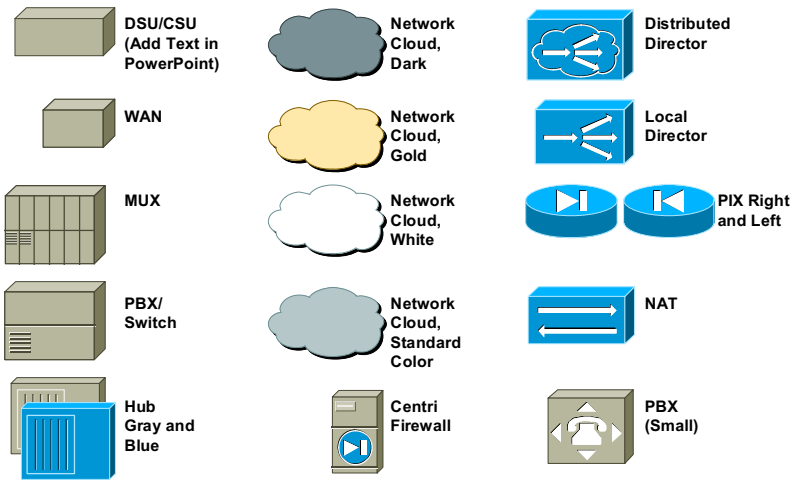 DSU/CSU
(Add Text in
PowerPoint)
Network
Cloud,
Dark
Distributed
Director
WAN
Network
Cloud,
Gold
Local
Director
MUX
Network
Cloud,
White
PIX Right
and Left
PBX/
Switch
Network
Cloud,
Standard
Color
NAT
Hub
Gray and
Blue
Centri
Firewall
PBX
(Small)